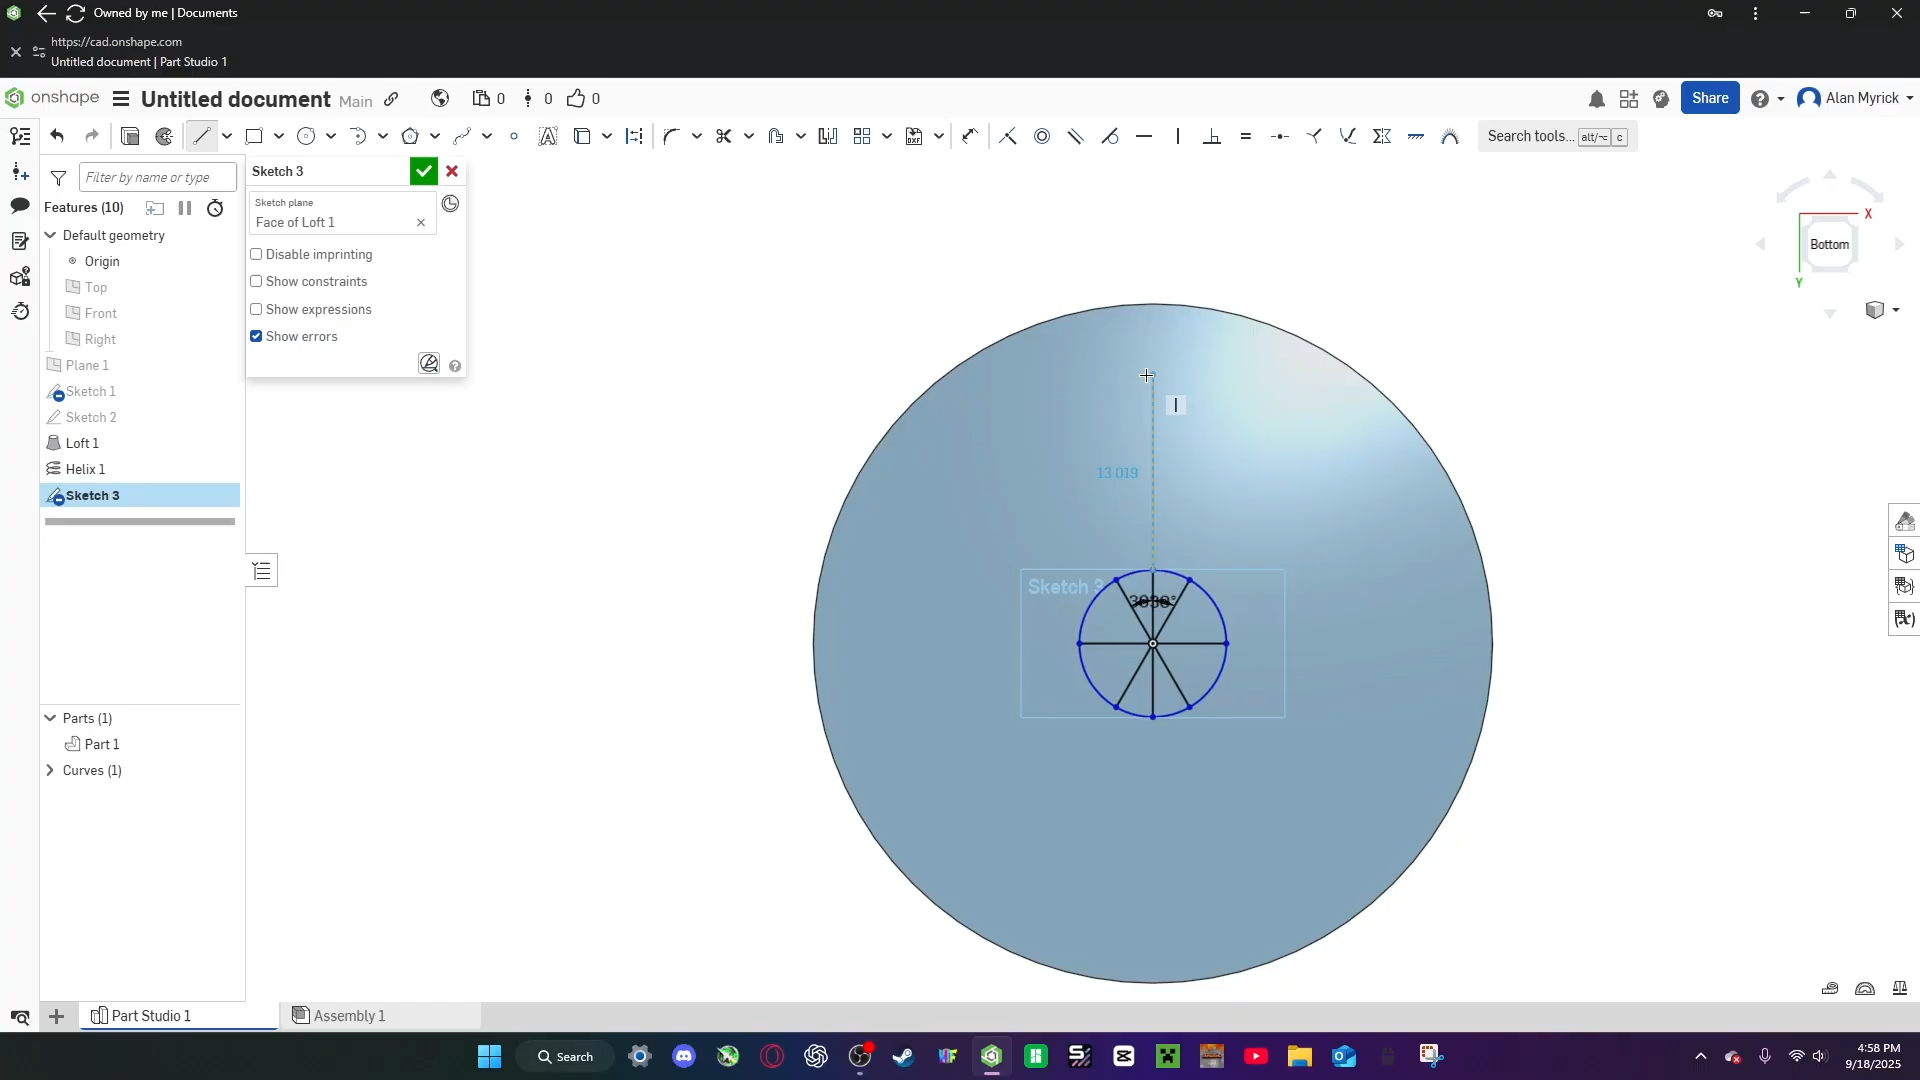 Owned by me | Documents
https://cad.onshape.com
Untitled document | Part Studio 1
onshape
Untitled document Main
0
0
0
Share
Alan Myrick
Search tools... alt/⌥ c
Filter by name or type
Features (10)
Default geometry
Origin
Top
Front
Right
Plane 1
Sketch 1
Sketch 2
Loft 1
Helix 1
Sketch 3
Parts (1)
Part 1
Curves (1)
Sketch 3
Sketch plane
Face of Loft 1
Disable imprinting
Show constraints
Show expressions
Show errors
X
Bottom
Y
13.019
Sketch 3
Part Studio 1
Assembly 1
Search
4:58 PM
9/18/2025